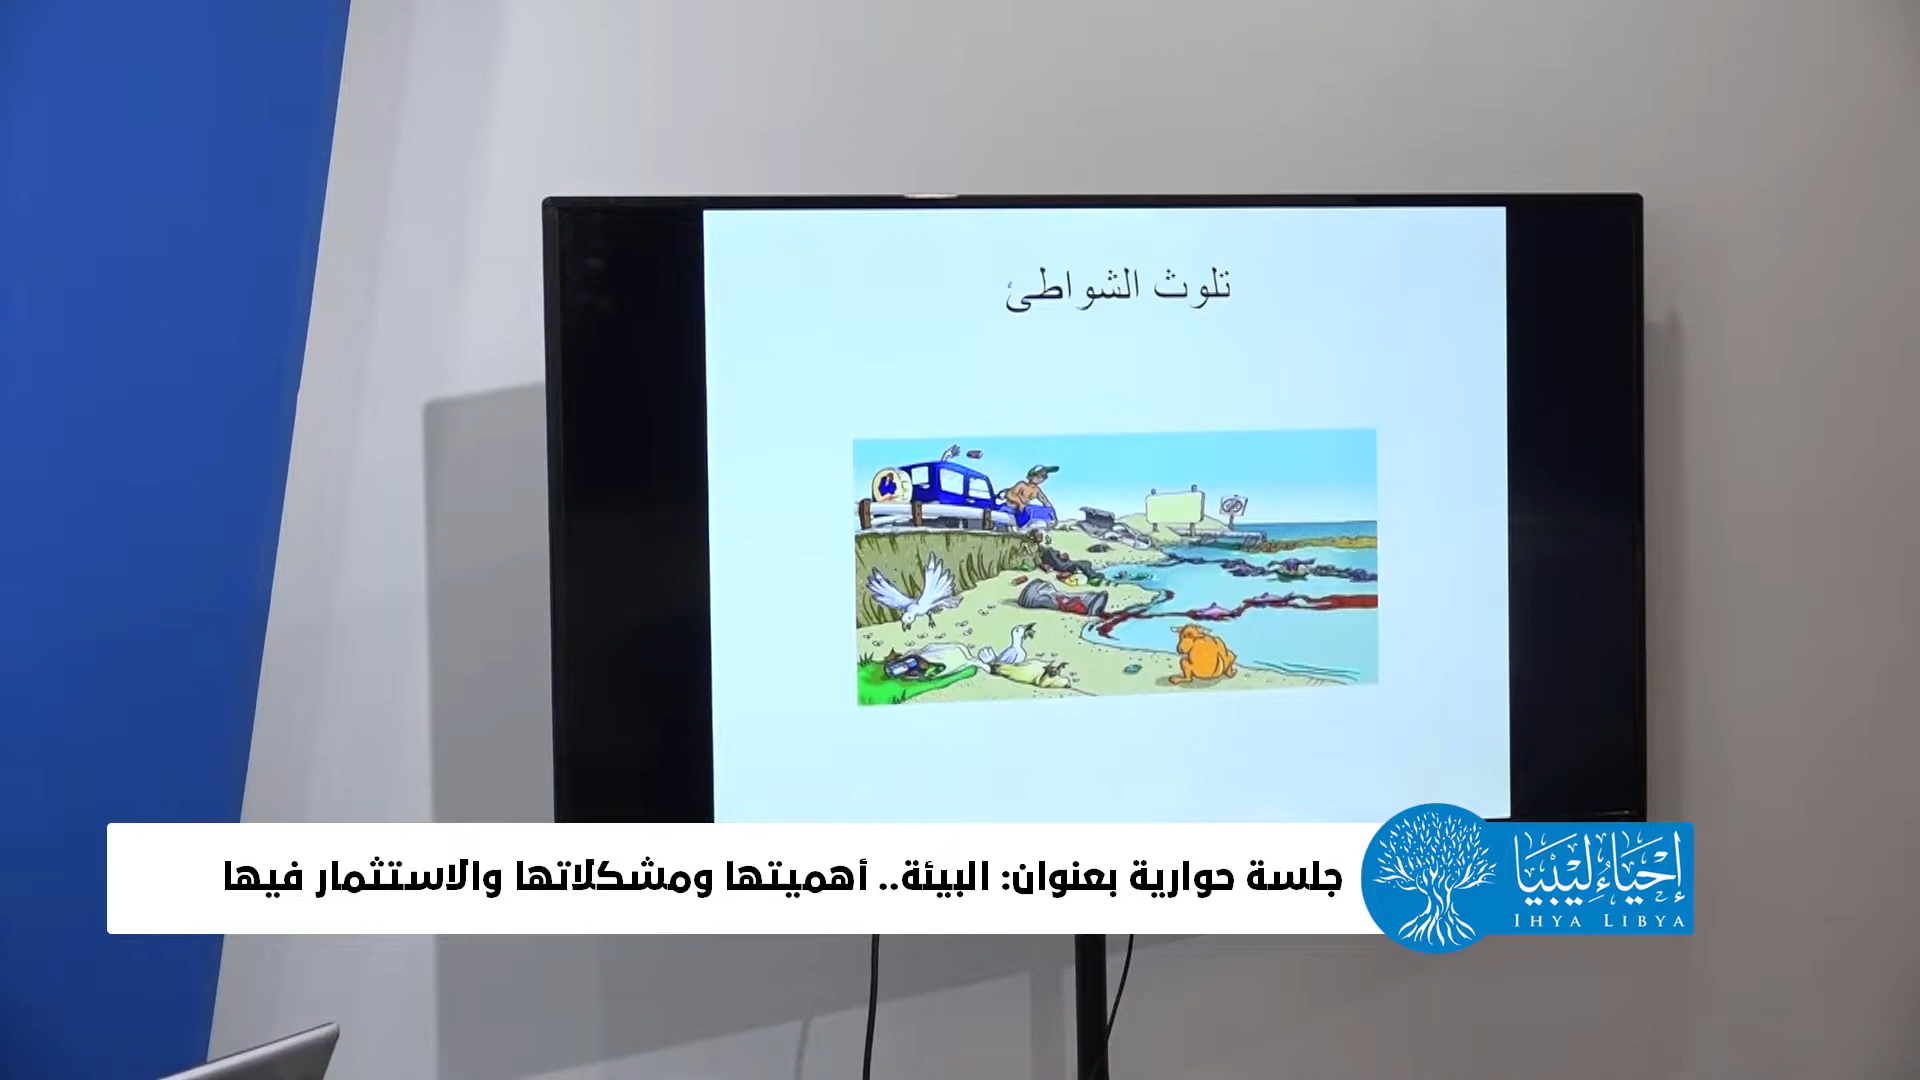 تلوث الشواطئ
جلسة حوارية بعنوان: البيئة.. أهميتها ومشكلاتها والاستثمار فيها
إحياء ليبيا
IHYA LIBYA